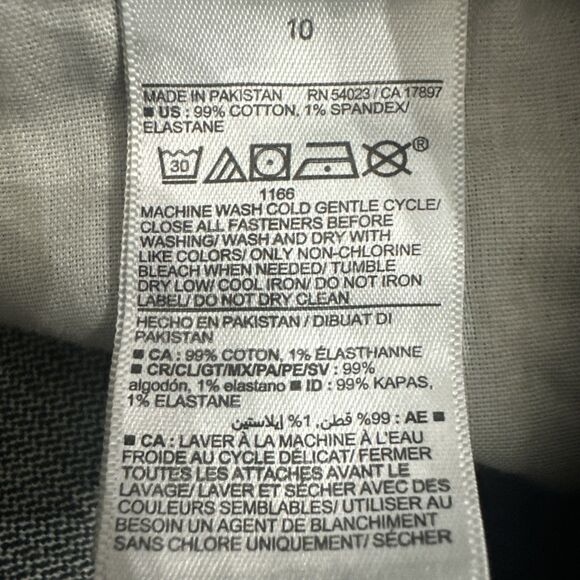 10
MADE IN PAKISTAN RN 54023 / CA 17897
■ US : 99% COTTON, 1% SPANDEX/
ELASTANE
30 ®
1166
MACHINE WASH COLD GENTLE CYCLE/
CLOSE ALL FASTENERS BEFORE
WASHING/ WASH AND DRY WITH
LIKE COLORS/ ONLY NON-CHLORINE
BLEACH WHEN NEEDED/ TUMBLE
DRY LOW/ COOL IRON/ DO NOT IRON
LABEL/ DO NOT DRY CLEAN
HECHO EN PAKISTAN / DIBUAT DI
PAKISTAN
■ CA : 99% COTON, 1% ÉLASTHANNE
■ CR/CL/GT/MX/PA/PE/SV : 99%
algodón, 1% elastano ■ ID : 99% KAPAS,
1% ELASTANE
■ AE : 99% قطن, 1% إيلاستين
■ CA : LAVER À LA MACHINE À L'EAU
FROIDE AU CYCLE DÉLICAT/ FERMER
TOUTES LES ATTACHES AVANT LE
LAVAGE/ LAVER ET SÉCHER AVEC DES
COULEURS SEMBLABLES/ UTILISER AU
BESOIN UN AGENT DE BLANCHIMENT
SANS CHLORE UNIQUEMENT/ SÉCHER